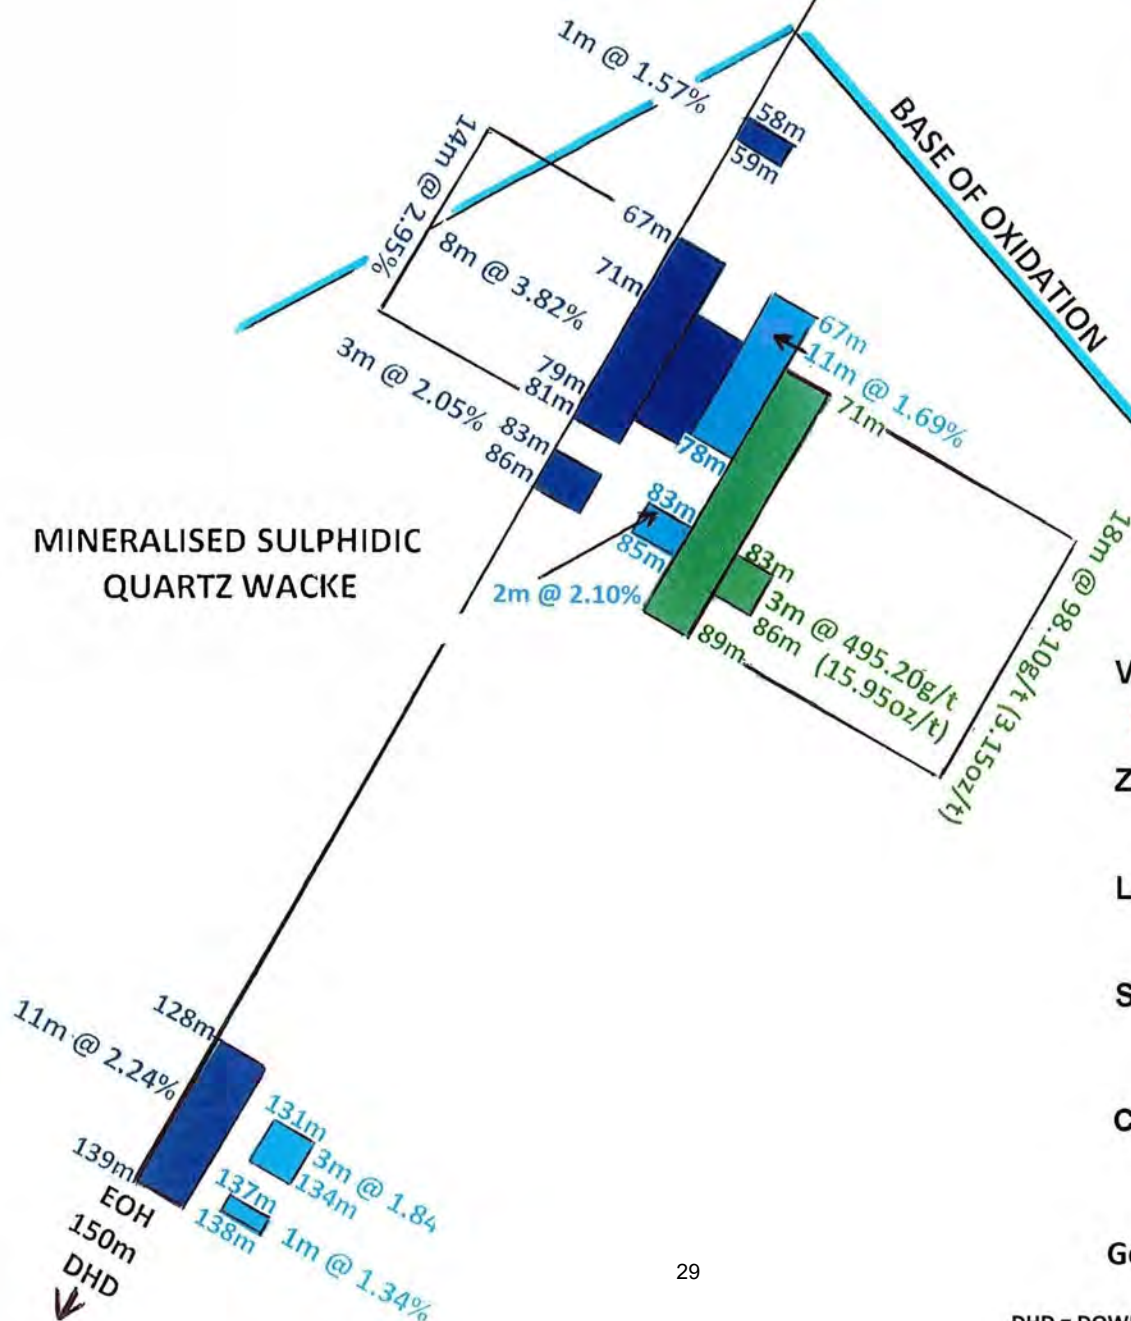 1m @ 1.57%
58m
59m
BASE OF OXIDATION
14m @ 2.95%
67m
71m
8m @ 3.82%
79m
81m
67m
11m @ 1.69%
71m
78m
3m @ 2.05%
83m
86m
83m
85m
2m @ 2.10%
83m
3m @ 495.20g/t
86m (15.95oz/t)
89m
18m @ 98.10g/t (3.15oz/t)
MINERALISED SULPHIDIC
QUARTZ WACKE
V
Z
L
S
C
128m
11m @ 2.24%
139m
131m
3m @ 1.84
134m
137m
138m
1m @ 1.34%
EOH
150m
DHD
29